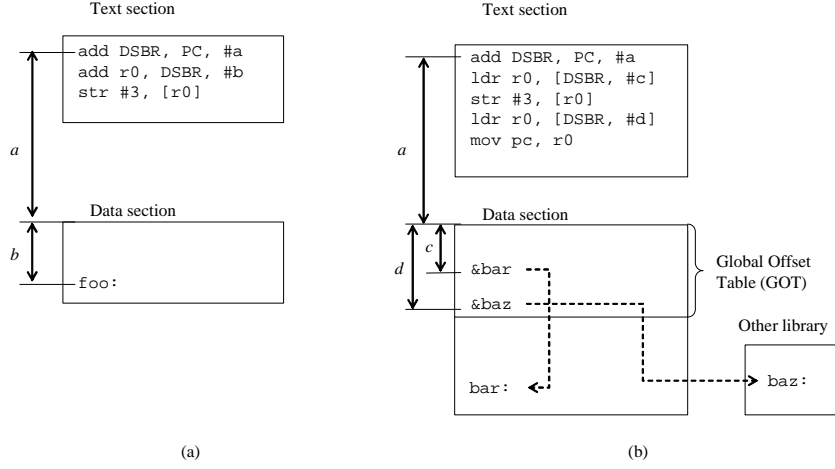 Text section
add DSBR, PC, #a
add r0, DSBR, #b
str #3, [r0]
a
Data section
b
foo:
(a)
Text section
add DSBR, PC, #a
ldr r0, [DSBR, #c]
str #3, [r0]
ldr r0, [DSBR, #d]
mov pc, r0
a
Data section
c
d
&bar
&baz
Global Offset
Table (GOT)
Other library
bar:
baz:
(b)